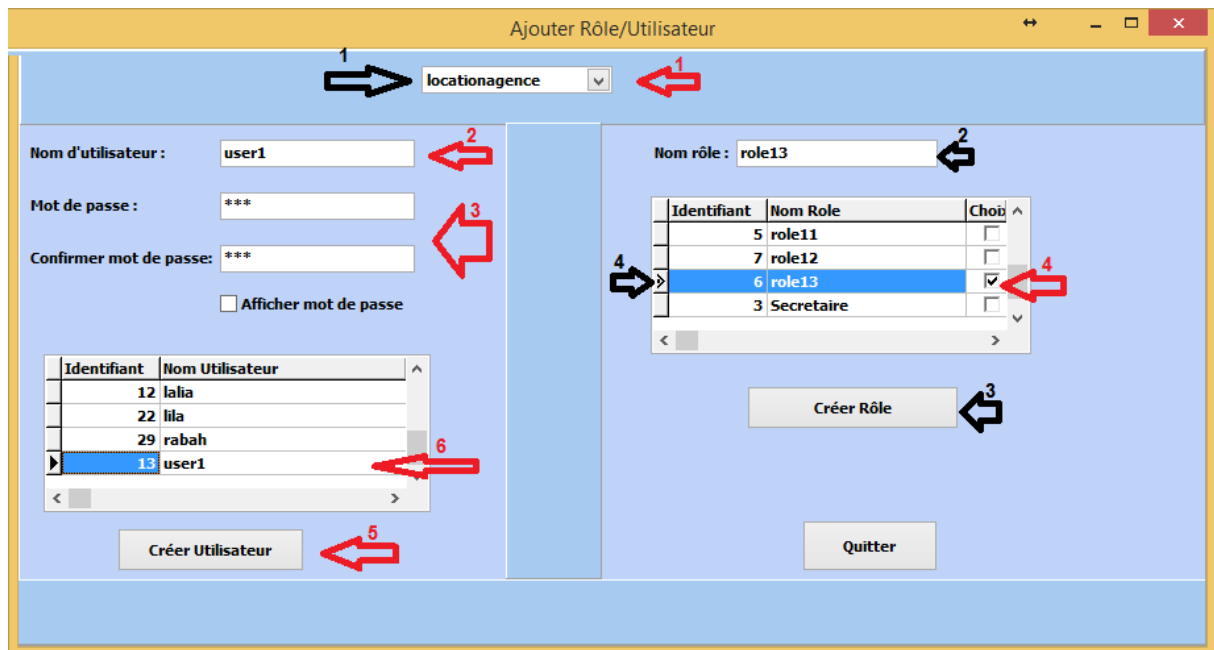 Ajouter Rôle/Utilisateur
1
locationagence
1
Nom d'utilisateur :
user1
2
Mot de passe :
***
3
Confirmer mot de passe:
***
Afficher mot de passe
Identifiant Nom Utilisateur
12 lalia
22 lila
29 rabah
13 user1
6
Créer Utilisateur
5
Nom rôle :
role13
2
Identifiant Nom Role Choix
5 role11
7 role12
4
6 role13
4
3 Secretaire
Créer Rôle
3
Quitter